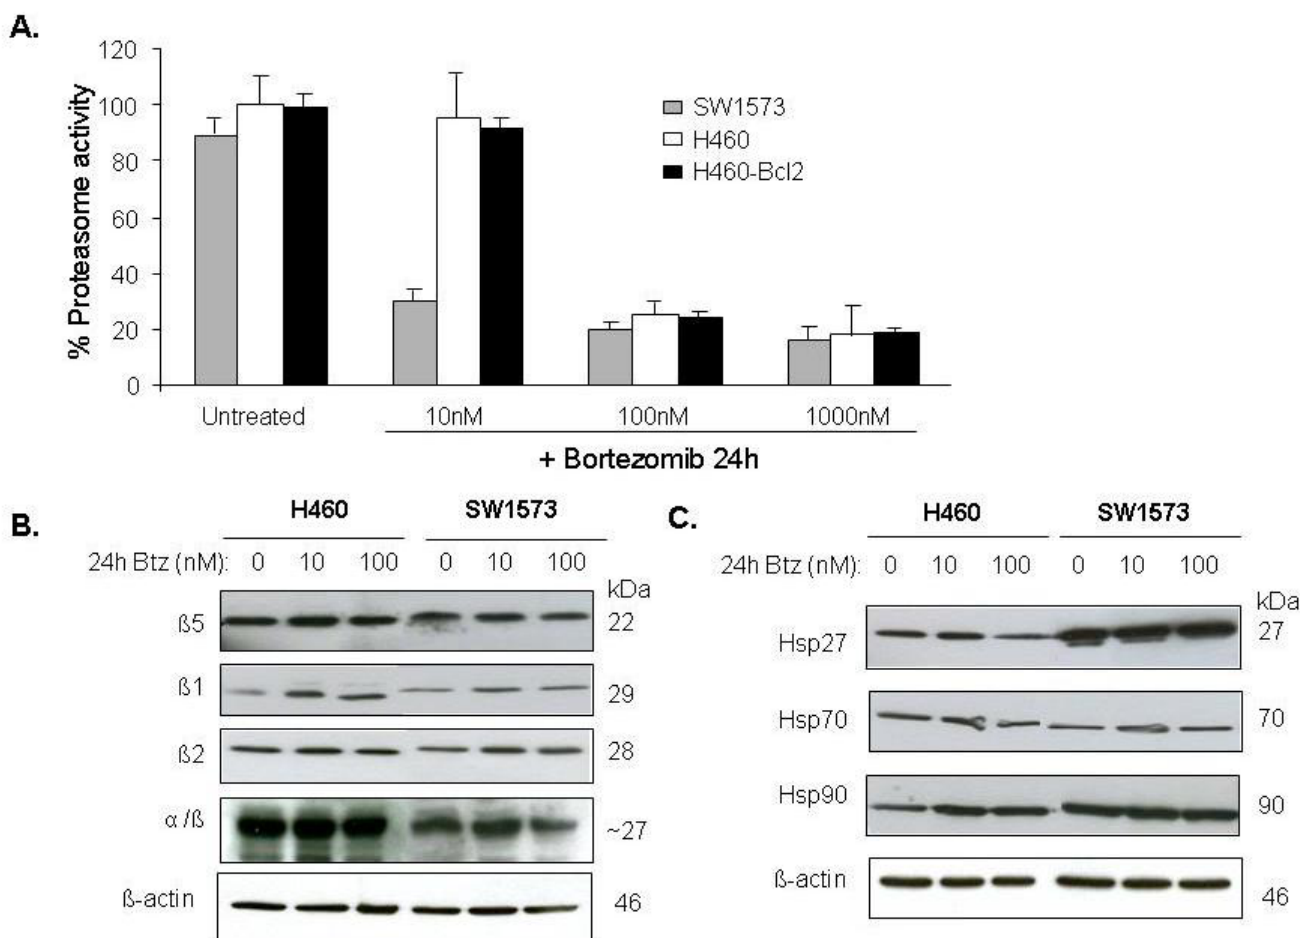 A.
% Proteasome activity
120
100
80
60
40
20
0
SW1573
H460
H460-Bcl2
Untreated 10nM 100nM 1000nM
+ Bortezomib 24h
B.
H460 SW1573
24h Btz (nM): 0 10 100 0 10 100
kDa
ß5 22
ß1 29
ß2 28
α/ß ~27
ß-actin 46
C.
H460 SW1573
24h Btz (nM): 0 10 100 0 10 100
kDa
Hsp27 27
Hsp70 70
Hsp90 90
ß-actin 46